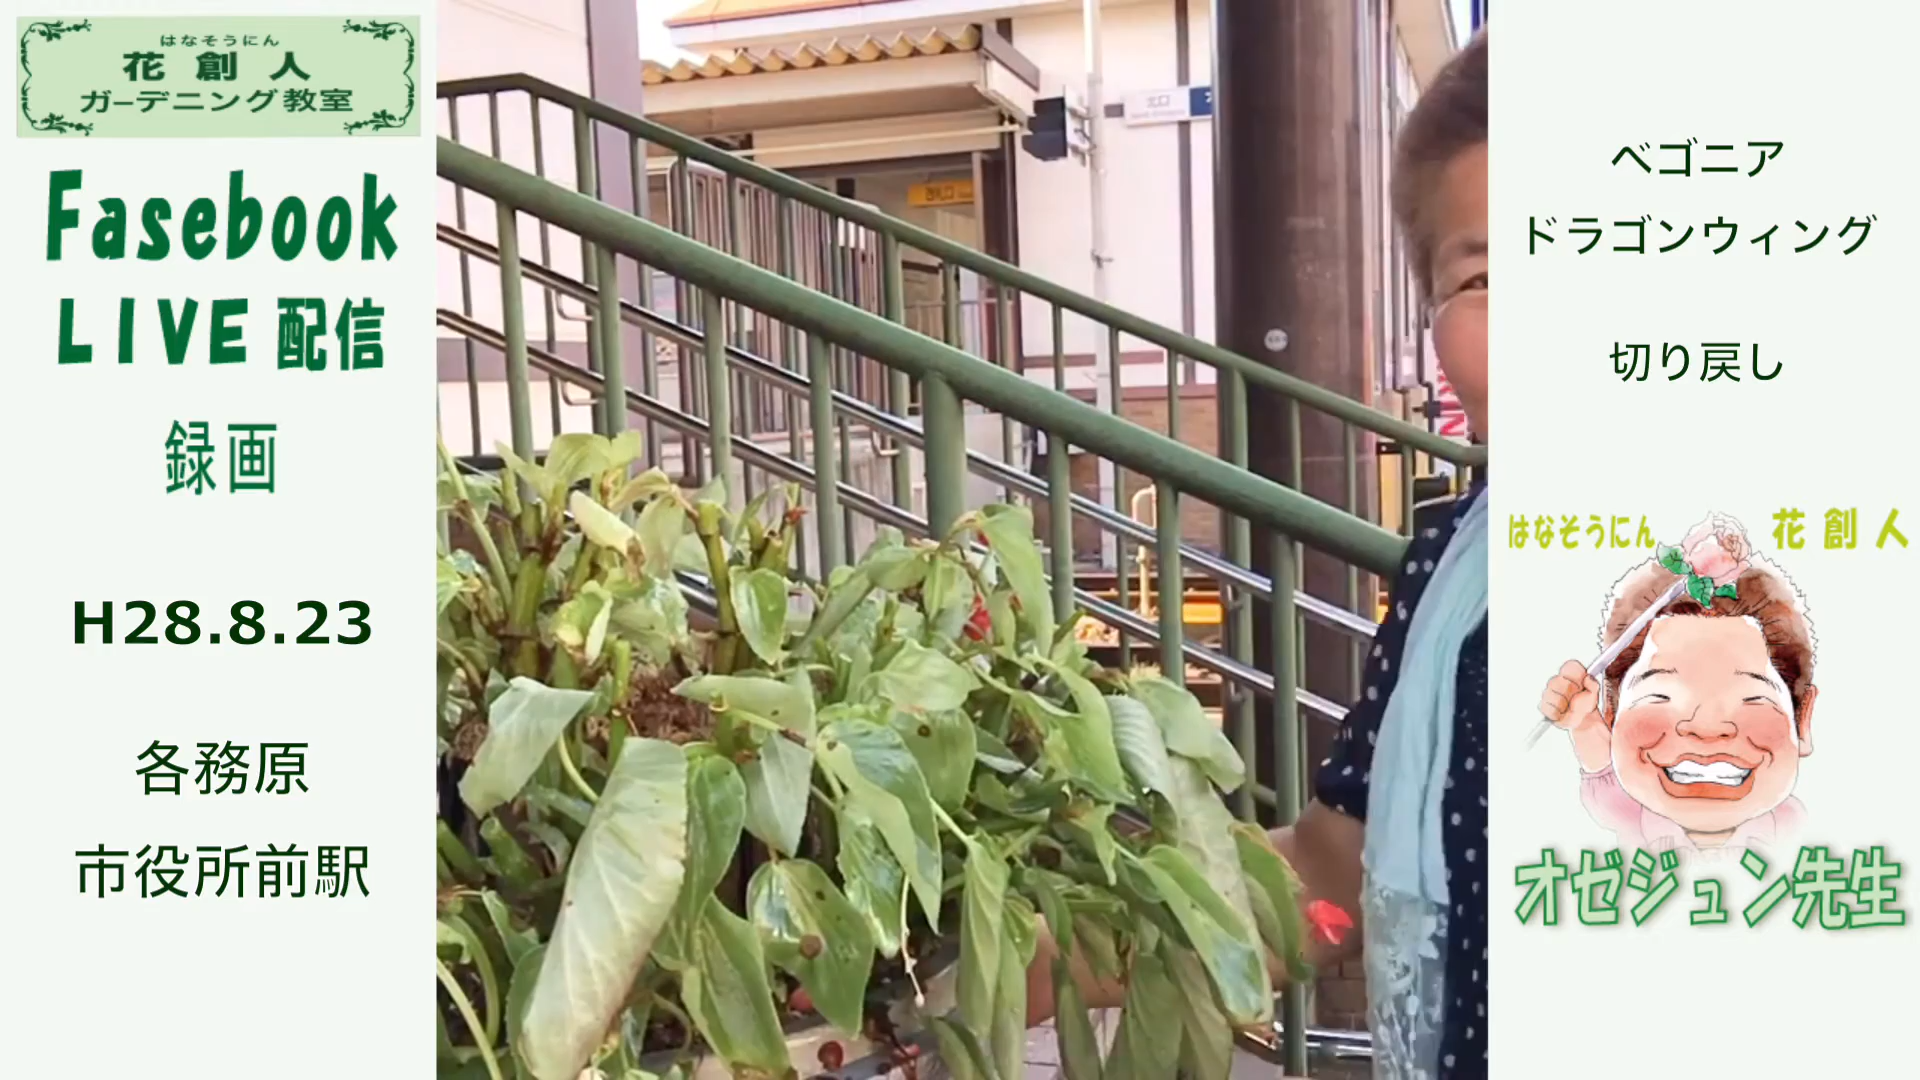 はなそうにん
花 創 人
ガーデニング教室
Fasebook
LIVE 配信
録画
H28.8.23
各務原
市役所前駅
北口
ベゴニア
ドラゴンウィング
切り戻し
はなそうにん 花 創 人
オゼジュン先生